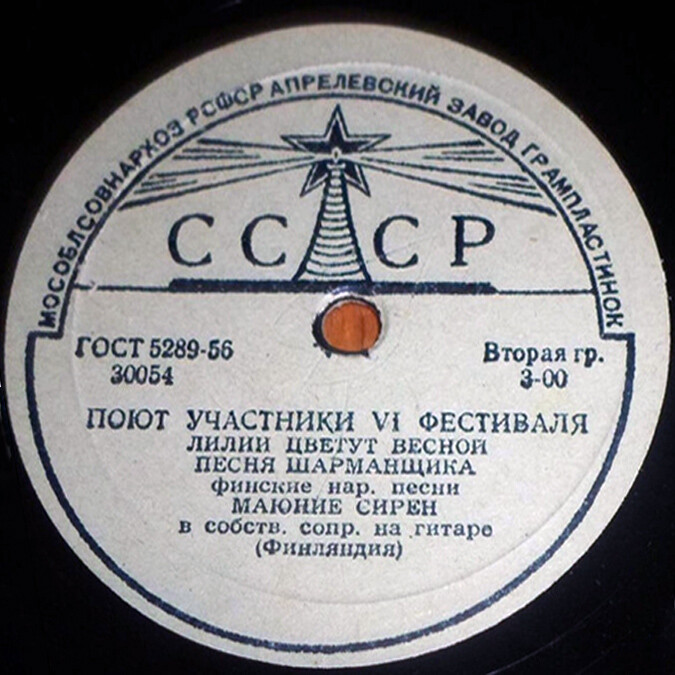 МОСОБЛСОВНАРХОЗ РСФСР АПРЕЛЕВСКИЙ ЗАВОД ГРАМПЛАСТИНОК
СССР
ГОСТ 5289-56
30054
Вторая гр.
3-00
ПОЮТ УЧАСТНИКИ VI ФЕСТИВАЛЯ
ЛИЛИИ ЦВЕТУТ ВЕСНОЙ
ПЕСНЯ ШАРМАНЩИКА
финские нар. песни
МАЮНИЕ СИРЕН
в собств. сопр. на гитаре
(Финляндия)